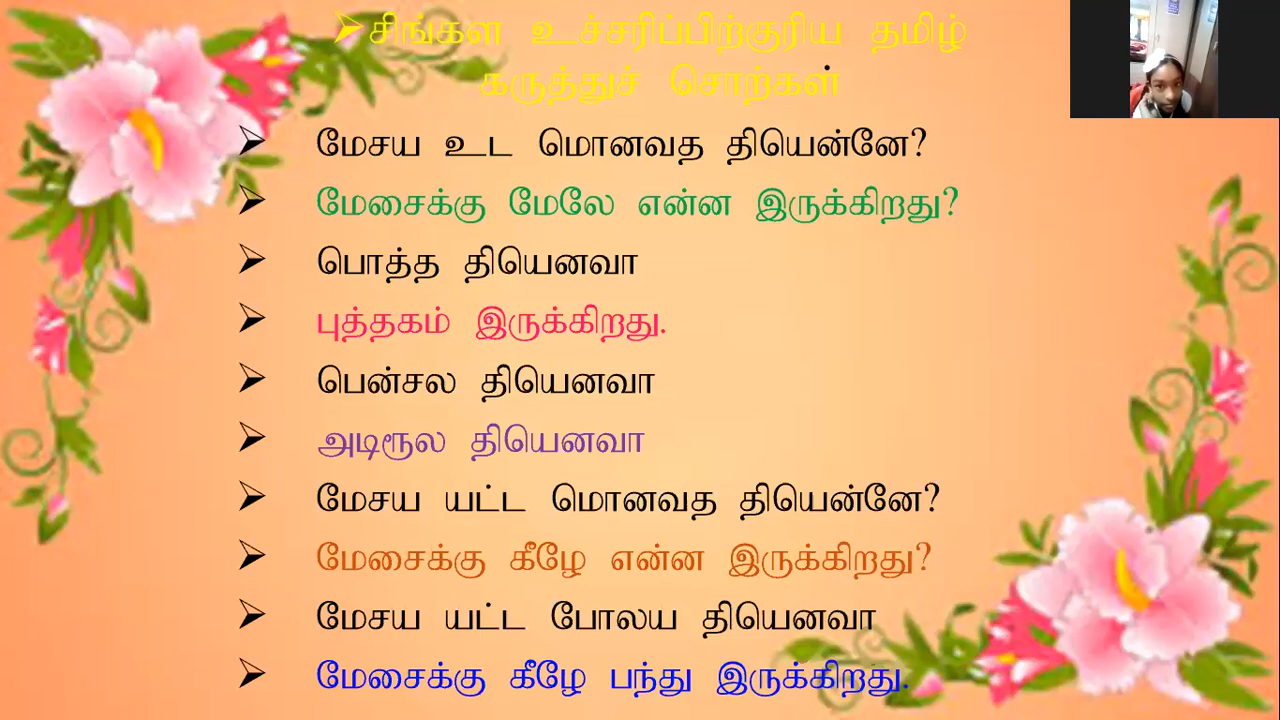 சிங்கள உச்சரிப்பிற்குரிய தமிழ்
கருத்துச் சொற்கள்
மேசய உட மொனவத தியென்னே?
மேசைக்கு மேலே என்ன இருக்கிறது?
பொத்த தியெனவா
புத்தகம் இருக்கிறது.
பென்சல தியெனவா
அடிரூல தியெனவா
மேசய யட்ட மொனவத தியென்னே?
மேசைக்கு கீழே என்ன இருக்கிறது?
மேசய யட்ட போலய தியெனவா
மேசைக்கு கீழே பந்து இருக்கிறது.